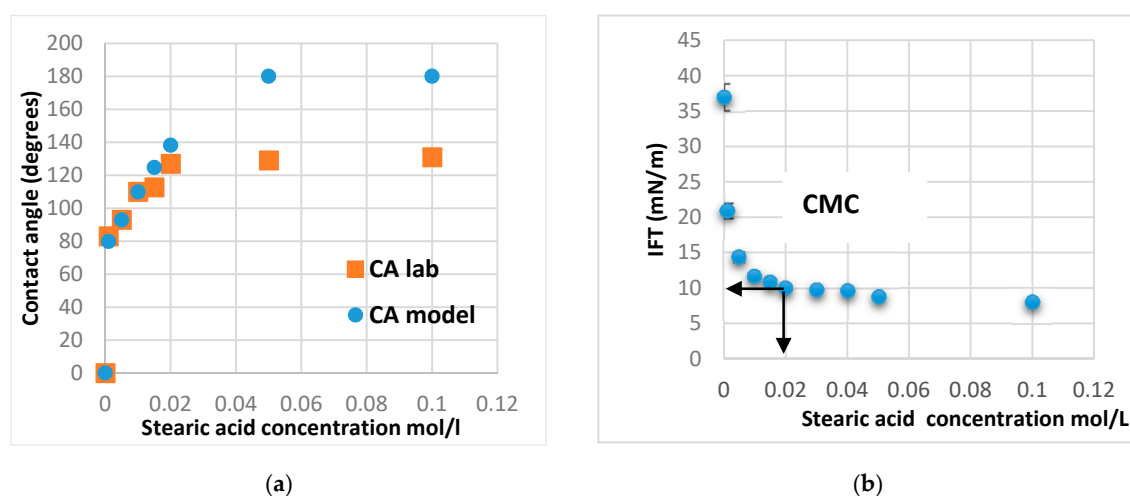 200
180
160
140
120
100
80
60
40
20
0
Contact angle (degrees)
CA lab
CA model
0 0.02 0.04 0.06 0.08 0.1 0.12
Stearic acid concentration mol/l
(a)
45
40
35
30
25
20
15
10
5
0
IFT (mN/m)
CMC
0 0.02 0.04 0.06 0.08 0.1 0.12
Stearic acid concentration mol/L
(b)